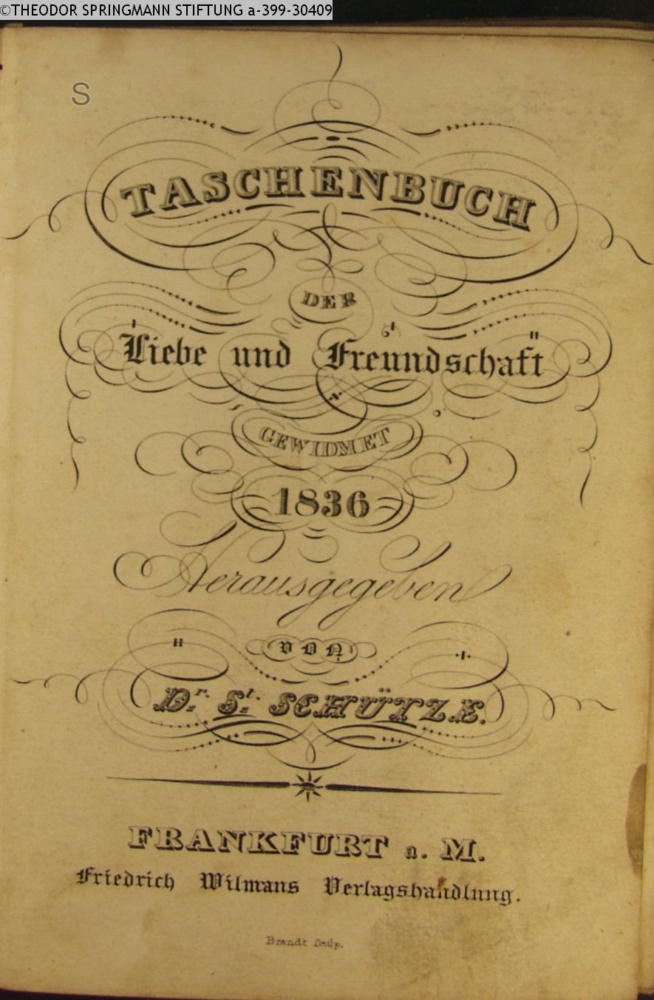 ©THEODOR SPRINGMANN STIFTUNG a-399-30409
S
TASCHENBUCH
DER
Liebe und Freundschaft
GEWIDMET
1836
Herausgegeben
VON
Dr. St. SCHÜTZE.
FRANKFURT a. M.
Friedrich Wilmans Verlagshandlung.
Brandt Sculp.